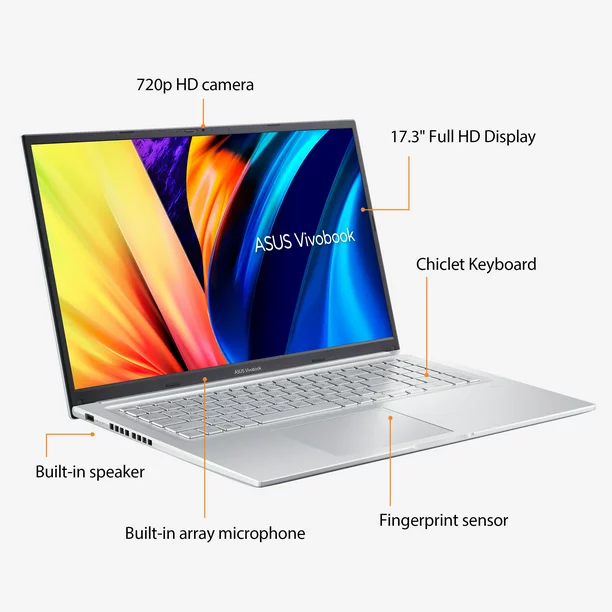 720p HD camera
17.3" Full HD Display
ASUS Vivobook
Chiclet Keyboard
ASUS Vivobook
Built-in speaker
Fingerprint sensor
Built-in array microphone